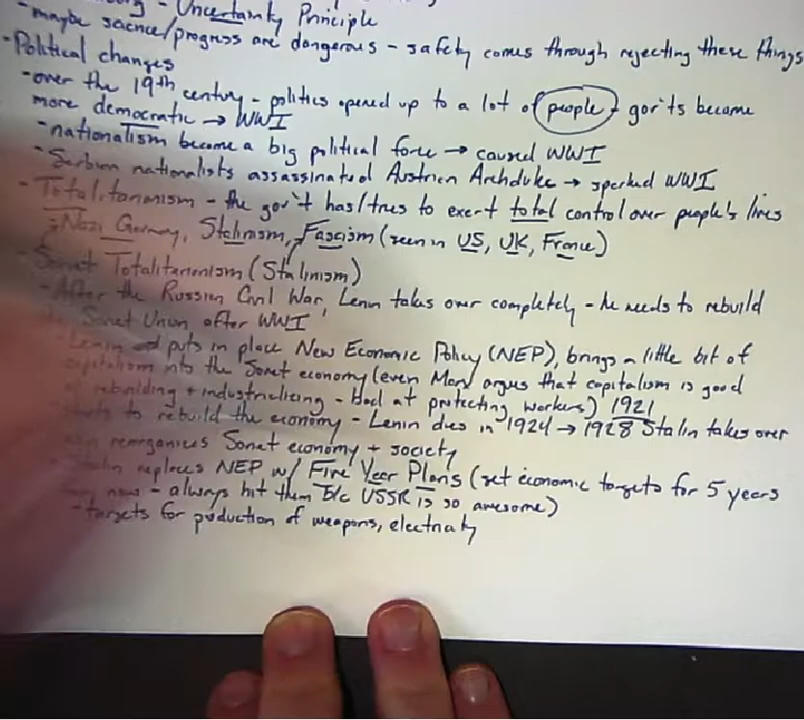 - Uncertainty Principle
- maybe science/progress are dangerous - safety comes through rejecting these things
- Political changes
- over the 19th century - politics opened up to a lot of people + gov'ts become
more democratic → WWI
- nationalism become a big political force → caused WWI
- Serbian nationalists assassinated Austrian Archduke → sparked WWI
- Totalitarianism - the gov't has/tries to exert total control over people's lives
- Nazi Germany, Stalinism, Fascism (seen in US, UK, France)
- Soviet Totalitarianism (Stalinism)
- After the Russian Civil War, Lenin takes over completely - he needs to rebuild
Soviet Union after WWI
- Lenin puts in place New Economic Policy (NEP), brings a little bit of
capitalism into the Soviet economy (even Marx argues that capitalism is good
rebuilding + industrializing - bad at protecting workers) 1921
to rebuild the economy - Lenin dies in 1924 → 1928 Stalin takes over
reorganizes Soviet economy + society
Stalin replaces NEP w/ Five Year Plans (set economic targets for 5 years
now - always hit them b/c USSR is so awesome)
- targets for production of weapons, electricity